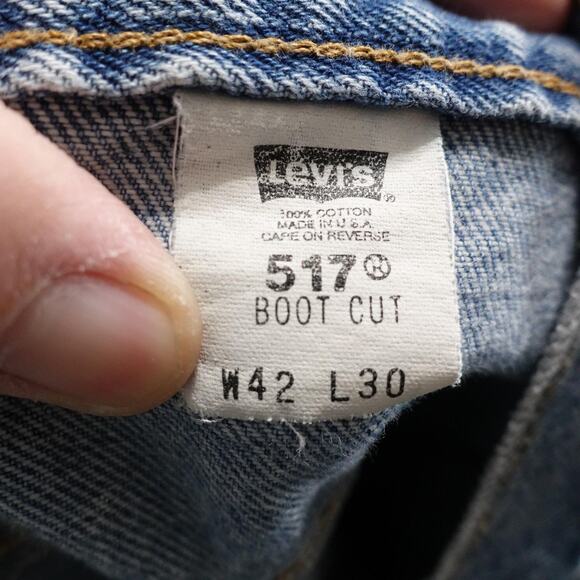 Levi's ®
100% COTTON
MADE IN U.S.A.
CARE ON REVERSE
517®
BOOT CUT
W42 L30